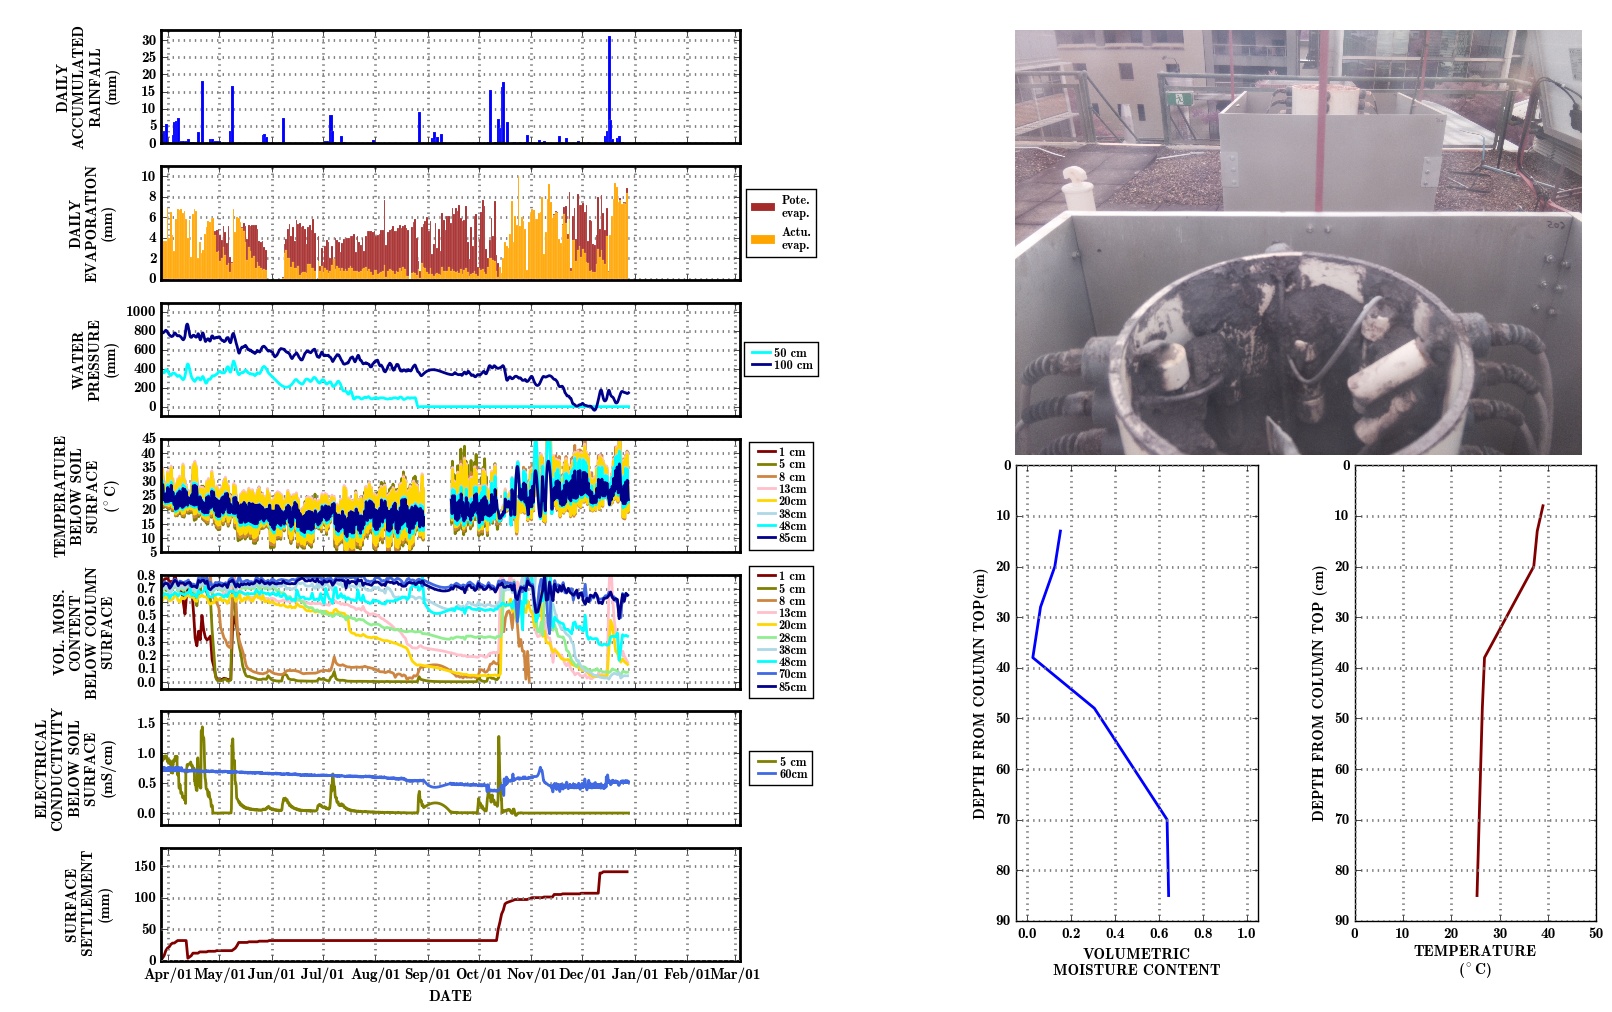 DAILY
ACCUMULATED
RAINFALL
(mm)
30
25
20
15
10
5
0
DAILY
EVAPORATION
(mm)
10
8
6
4
2
0
Pote.
evap.
Actu.
evap.
WATER
PRESSURE
(mm)
1000
800
600
400
200
0
50 cm
100 cm
TEMPERATURE
BELOW SOIL
SURFACE
(°C)
45
40
35
30
25
20
15
10
5
1 cm
5 cm
8 cm
13cm
20cm
38cm
48cm
85cm
VOL. MOIS.
CONTENT
BELOW COLUMN
SURFACE
0.8
0.7
0.6
0.5
0.4
0.3
0.2
0.1
0.0
1 cm
5 cm
8 cm
13cm
20cm
28cm
38cm
48cm
70cm
85cm
ELECTRICAL
CONDUCTIVITY
BELOW SOIL
SURFACE
(mS/cm)
1.5
1.0
0.5
0.0
5 cm
60cm
SURFACE
SETTLEMENT
(mm)
150
100
50
0
Apr/01 May/01 Jun/01 Jul/01 Aug/01 Sep/01 Oct/01 Nov/01 Dec/01 Jan/01 Feb/01 Mar/01
DATE
DEPTH FROM COLUMN TOP(cm)
0
10
20
30
40
50
60
70
80
90
0.0 0.2 0.4 0.6 0.8 1.0
VOLUMETRIC
MOISTURE CONTENT
DEPTH FROM COLUMN TOP (cm)
0
10
20
30
40
50
60
70
80
90
0 10 20 30 40 50
TEMPERATURE
(°C)